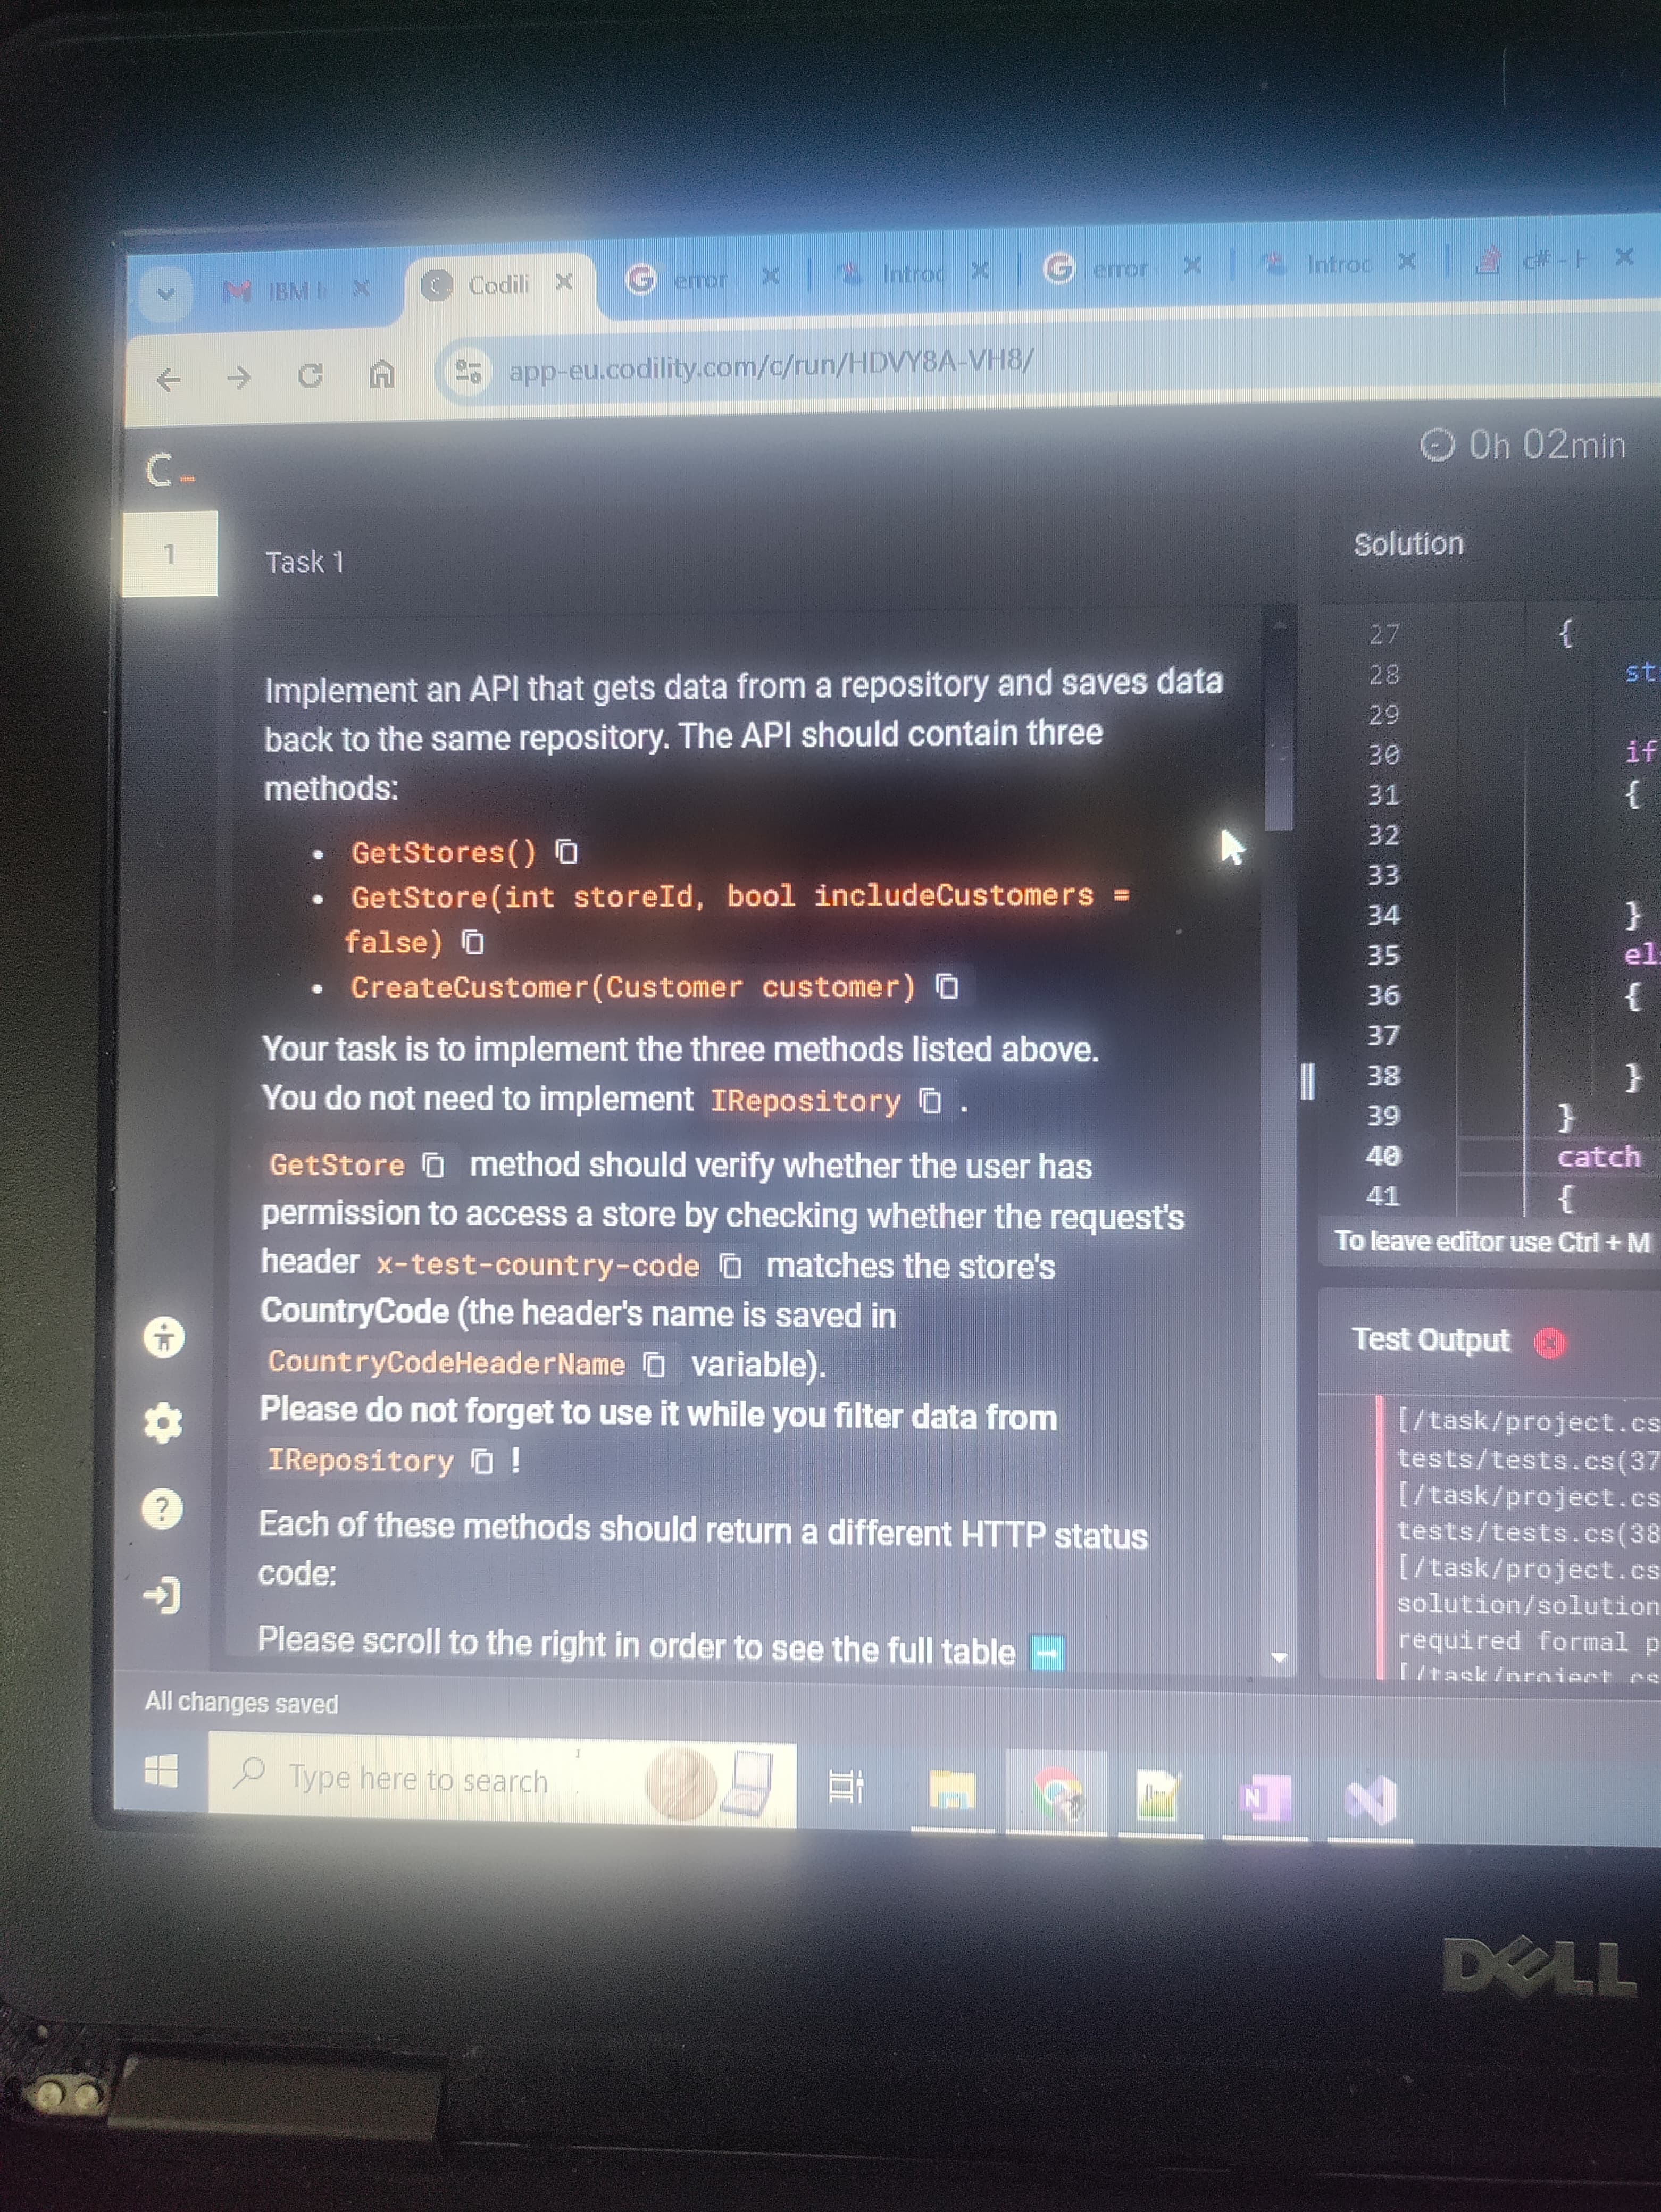 IBM
Codili
error
Introc
error
Introc
c# -
app-eu.codility.com/c/run/HDVY8A-VH8/
0h 02min
1
Task 1
Solution
Implement an API that gets data from a repository and saves data
back to the same repository. The API should contain three
methods:
• GetStores()
• GetStore(int storeId, bool includeCustomers =
false)
• CreateCustomer(Customer customer)
Your task is to implement the three methods listed above.
You do not need to implement IRepository .
GetStore method should verify whether the user has
permission to access a store by checking whether the request's
header x-test-country-code matches the store's
CountryCode (the header's name is saved in
CountryCodeHeaderName variable).
Please do not forget to use it while you filter data from
IRepository !
Each of these methods should return a different HTTP status
code:
Please scroll to the right in order to see the full table
27 {
28 st
29
30 if
31 {
32
33
34 }
35 el
36 {
37
38 }
39 }
40 catch
41 {
To leave editor use Ctrl + M
Test Output
[/task/project.cs
tests/tests.cs(37
[/task/project.cs
tests/tests.cs(38
[/task/project.cs
solution/solution
required formal p
[/task/project.cs
All changes saved
Type here to search
DELL